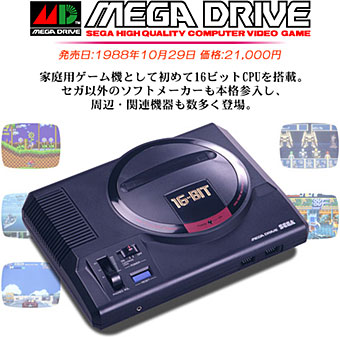 MD
MEGA DRIVE
MEGA DRIVE
SEGA HIGH QUALITY COMPUTER VIDEO GAME
発売日:1988年10月29日 価格:21,000円
家庭用ゲーム機として初めて16ビットCPUを搭載。
セガ以外のソフトメーカーも本格参入し、
周辺・関連機器も数多く登場。
16-BIT
MEGA DRIVE SEGA